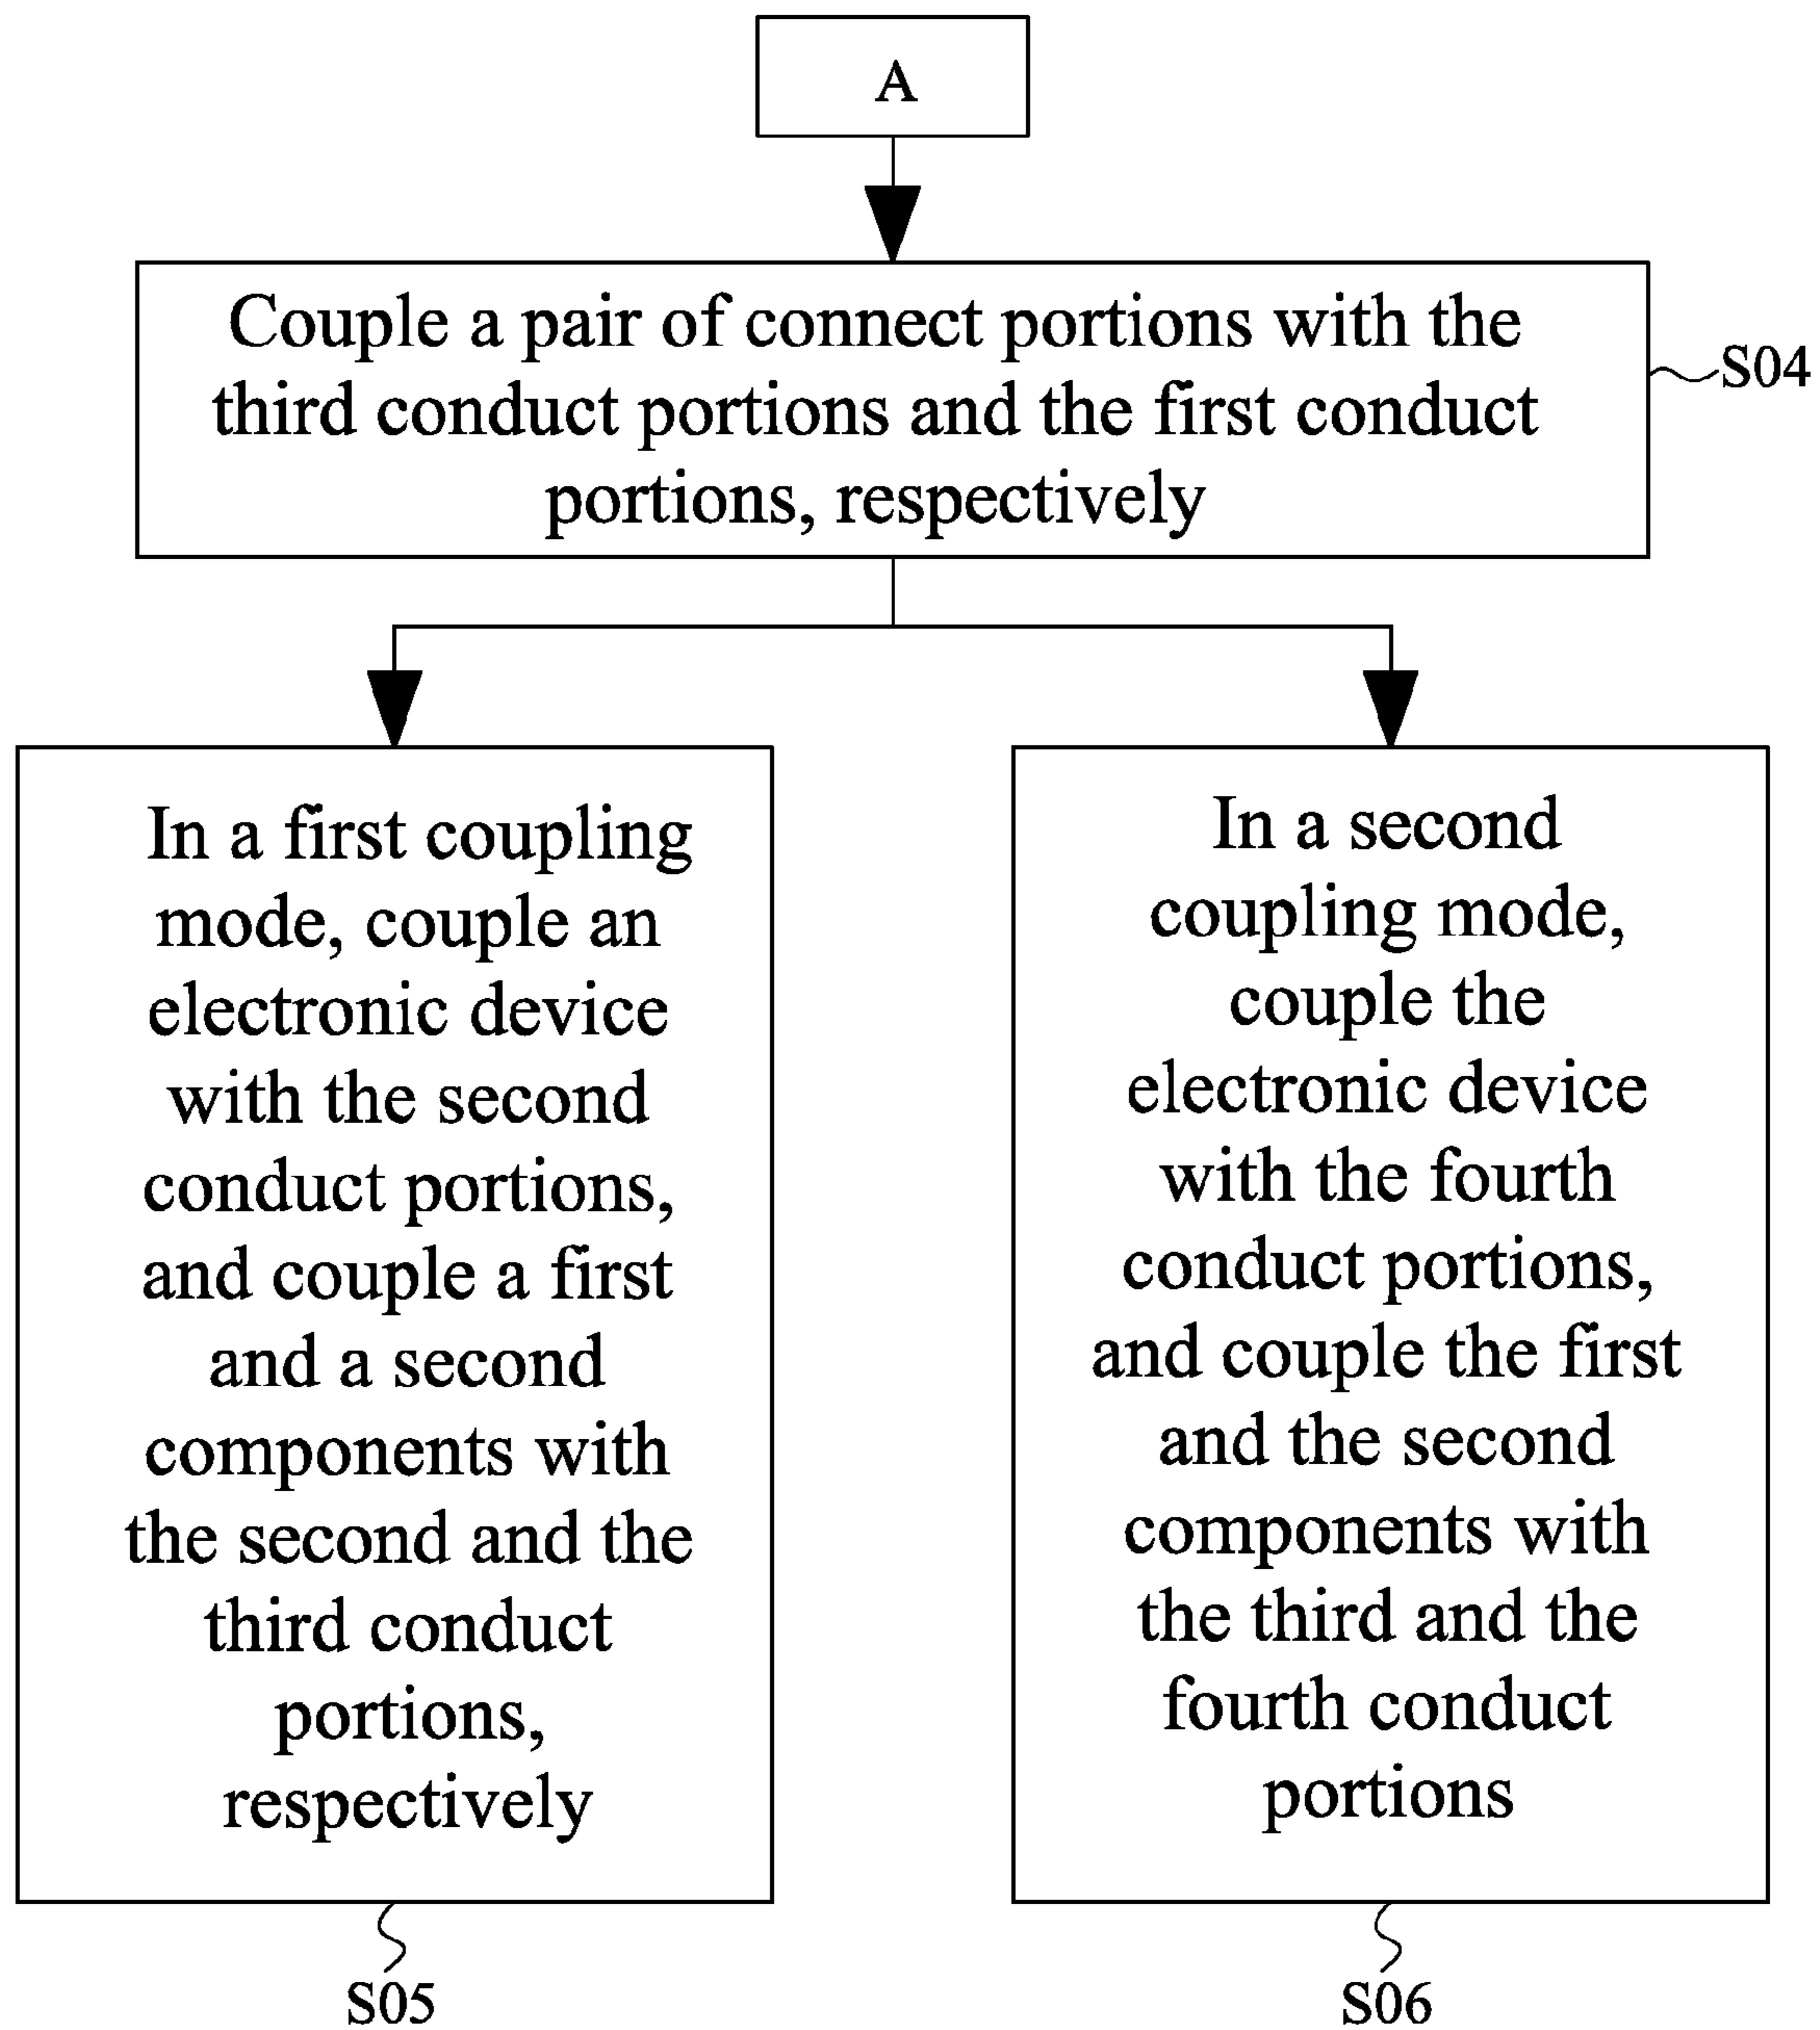 A
Couple a pair of connect portions with the
third conduct portions and the first conduct
portions, respectively
S04
In a first coupling
mode, couple an
electronic device
with the second
conduct portions,
and couple a first
and a second
components with
the second and the
third conduct
portions,
respectively
S05
In a second
coupling mode,
couple the
electronic device
with the fourth
conduct portions,
and couple the first
and the second
components with
the third and the
fourth conduct
portions
S06